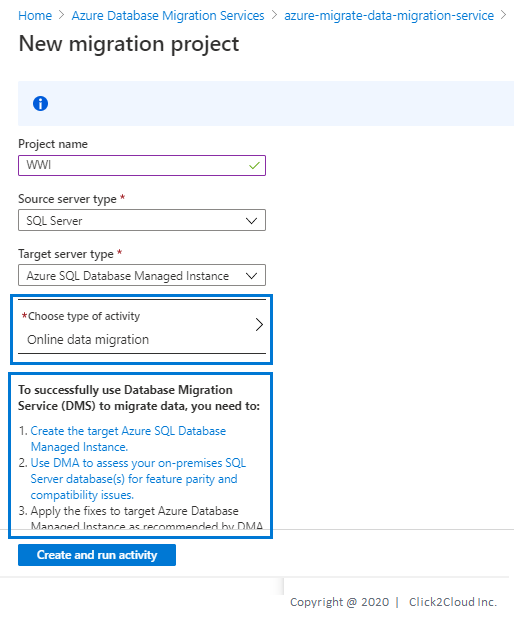 Home > Azure Database Migration Services > azure-migrate-data-migration-service >
New migration project
Project name
WWI
Source server type *
SQL Server
Target server type *
Azure SQL Database Managed Instance
*Choose type of activity
Online data migration
To successfully use Database Migration
Service (DMS) to migrate data, you need to:
1. Create the target Azure SQL Database
Managed Instance.
2. Use DMA to assess your on-premises SQL
Server database(s) for feature parity and
compatibility issues.
3. Apply the fixes to target Azure Database
Managed Instance as recommended by DMA
Create and run activity
Copyright @ 2020 | Click2Cloud Inc.